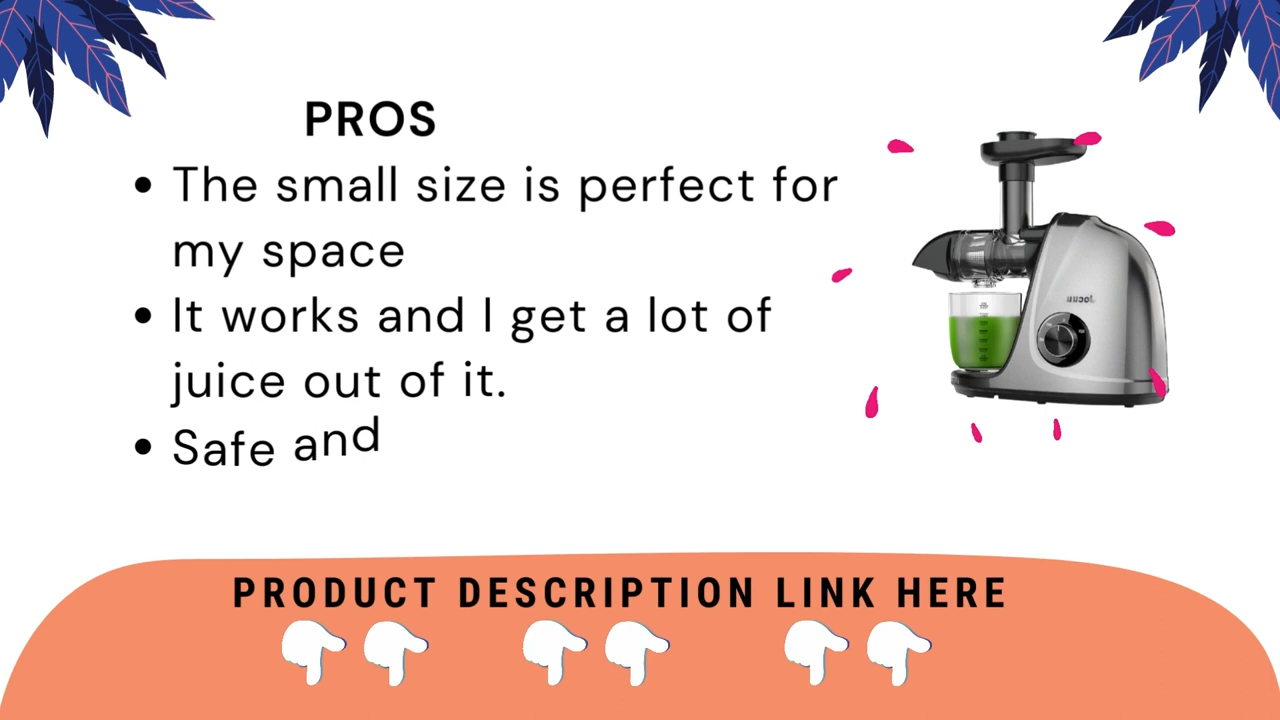 PROS
• The small size is perfect for
my space
• It works and I get a lot of
juice out of it.
• Safe and
PRODUCT DESCRIPTION LINK HERE